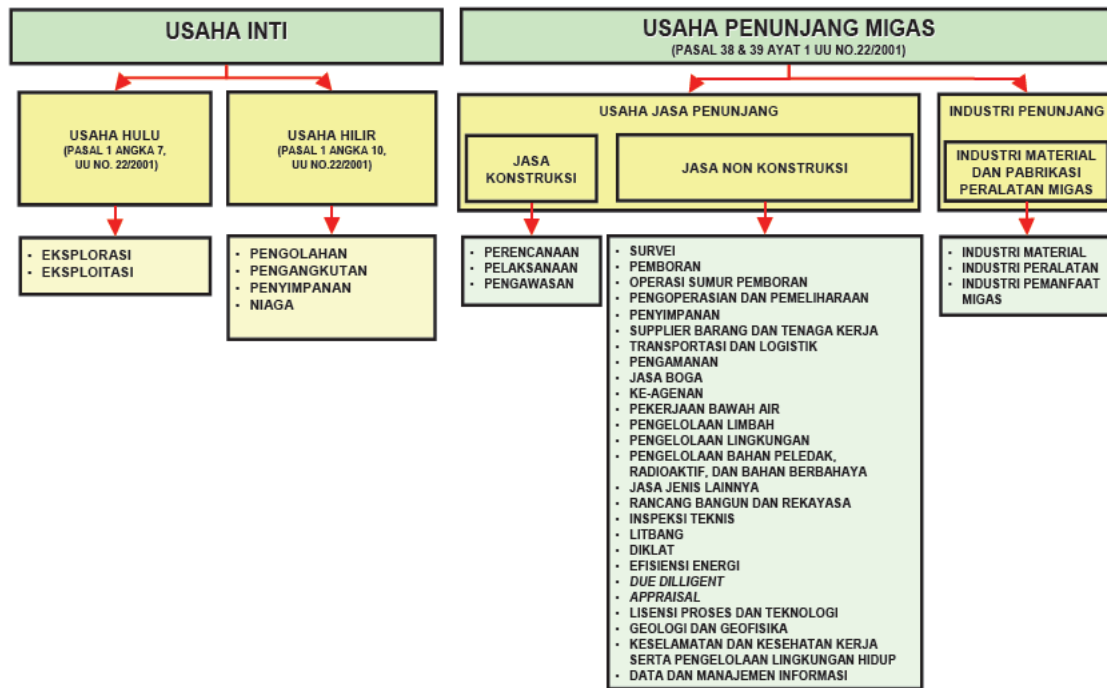 USAHA INTI
USAHA HULU
(PASAL 1 ANGKA 7,
UU NO. 22/2001)
USAHA HILIR
(PASAL 1 ANGKA 10,
UU NO.22/2001)
• EKSPLORASI
• EKSPLOITASI
• PENGOLAHAN
• PENGANGKUTAN
• PENYIMPANAN
• NIAGA
USAHA PENUNJANG MIGAS
(PASAL 38 & 39 AYAT 1 UU NO.22/2001)
USAHA JASA PENUNJANG
JASA
KONSTRUKSI
JASA NON KONSTRUKSI
INDUSTRI PENUNJANG
INDUSTRI MATERIAL
DAN PABRIKASI
PERALATAN MIGAS
• PERENCANAAN
• PELAKSANAAN
• PENGAWASAN
• SURVEI
• PEMBORAN
• OPERASI SUMUR PEMBORAN
• PENGOPERASIAN DAN PEMELIHARAAN
• PENYIMPANAN
• SUPPLIER BARANG DAN TENAGA KERJA
• TRANSPORTASI DAN LOGISTIK
• PENGAMANAN
• JASA BOGA
• KE-AGENAN
• PEKERJAAN BAWAH AIR
• PENGELOLAAN LIMBAH
• PENGELOLAAN LINGKUNGAN
• PENGELOLAAN BAHAN PELEDAK,
RADIOAKTIF, DAN BAHAN BERBAHAYA
• JASA JENIS LAINNYA
• RANCANG BANGUN DAN REKAYASA
• INSPEKSI TEKNIS
• LITBANG
• DIKLAT
• EFISIENSI ENERGI
• DUE DILLIGENT
• APPRAISAL
• LISENSI PROSES DAN TEKNOLOGI
• GEOLOGI DAN GEOFISIKA
• KESELAMATAN DAN KESEHATAN KERJA
SERTA PENGELOLAAN LINGKUNGAN HIDUP
• DATA DAN MANAJEMEN INFORMASI
• INDUSTRI MATERIAL
• INDUSTRI PERALATAN
• INDUSTRI PEMANFAAT
MIGAS